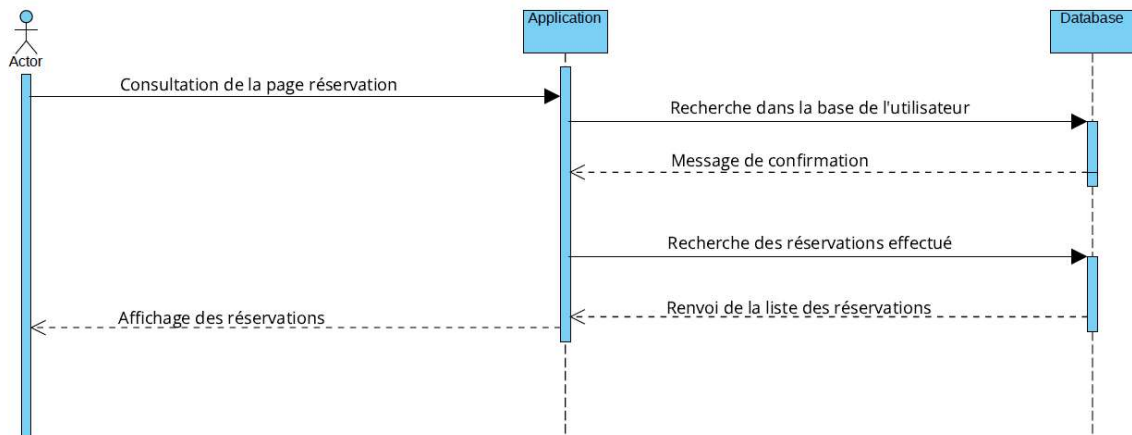 Application
Database
Actor
Consultation de la page réservation
Recherche dans la base de l'utilisateur
Message de confirmation
Recherche des réservations effectué
Renvoi de la liste des réservations
Affichage des réservations